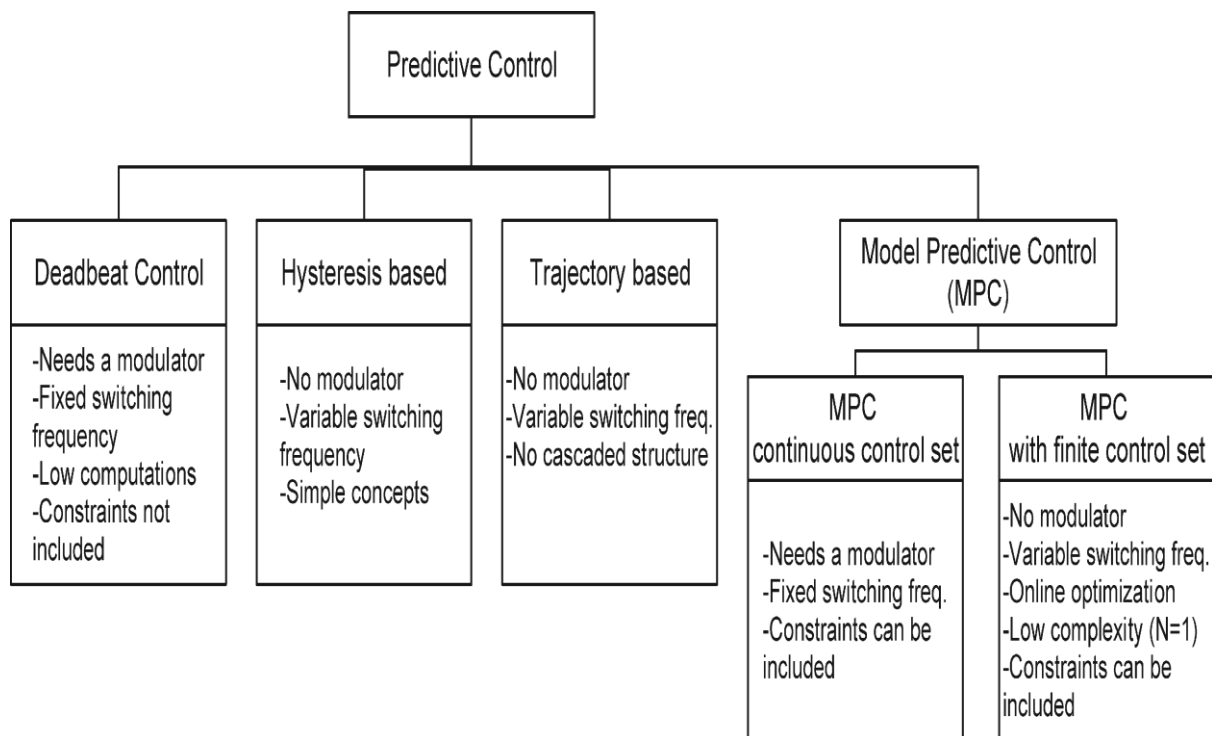 Predictive Control
Deadbeat Control
-Needs a modulator
-Fixed switching
frequency
-Low computations
-Constraints not
included
Hysteresis based
-No modulator
-Variable switching
frequency
-Simple concepts
Trajectory based
-No modulator
-Variable switching freq.
-No cascaded structure
Model Predictive Control
(MPC)
MPC
continuous control set
-Needs a modulator
-Fixed switching freq.
-Constraints can be
included
MPC
with finite control set
-No modulator
-Variable switching freq.
-Online optimization
-Low complexity (N=1)
-Constraints can be
included